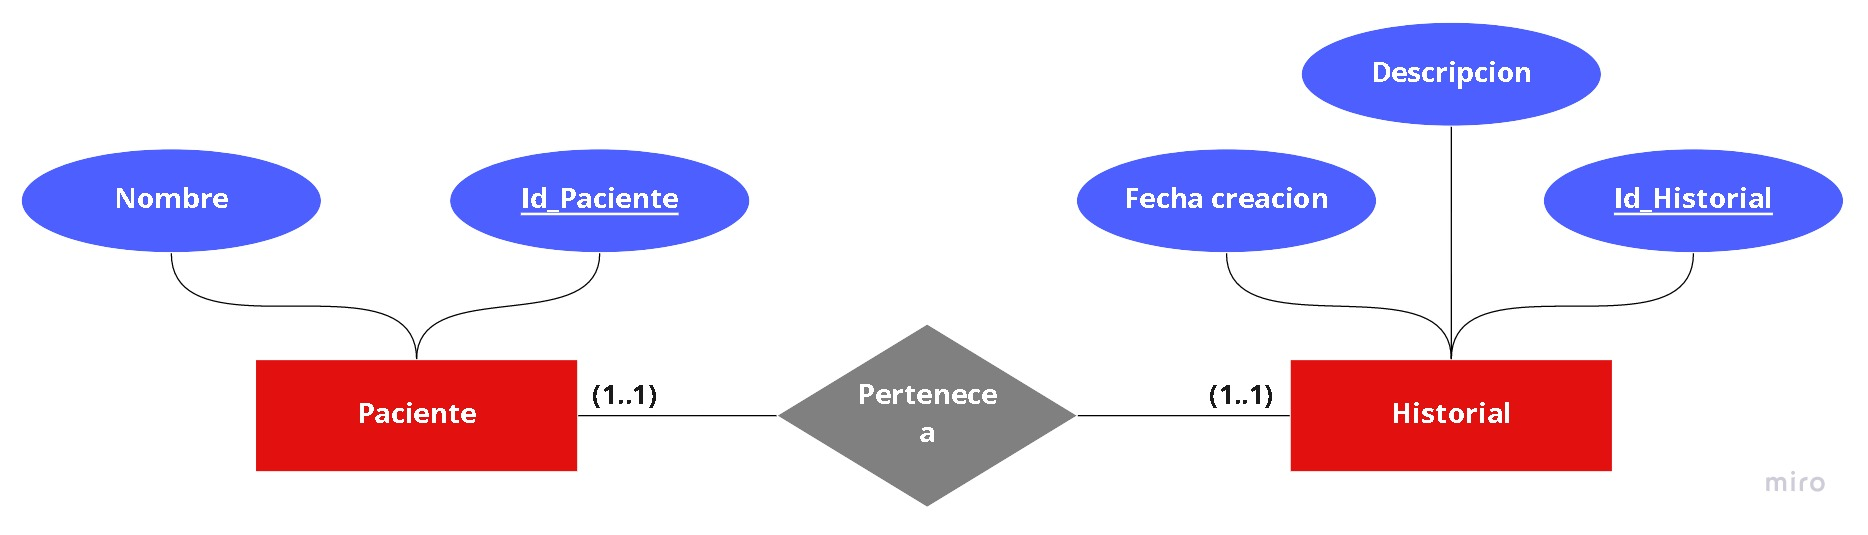 Descripcion
Nombre
Id_Paciente
Fecha creacion
Id_Historial
Paciente
(1..1)
Pertenece
a
(1..1)
Historial
miro